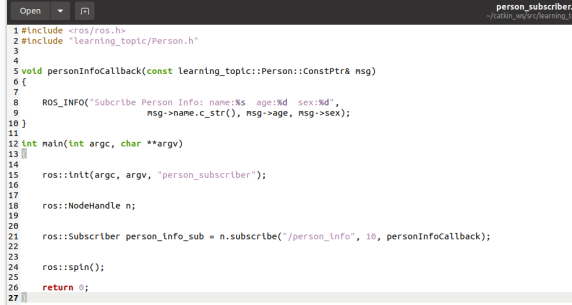 Open
person_subscriber.
~/catkin_ws/src/learning_t
1 #include <ros/ros.h>
2 #include "learning_topic/Person.h"
3
4
5 void personInfoCallback(const learning_topic::Person::ConstPtr& msg)
6 {
7
8     ROS_INFO("Subcribe Person Info: name:%s  age:%d  sex:%d",
9                       msg->name.c_str(), msg->age, msg->sex);
10 }
11
12 int main(int argc, char **argv)
13 {
14
15     ros::init(argc, argv, "person_subscriber");
16
17
18     ros::NodeHandle n;
19
20
21     ros::Subscriber person_info_sub = n.subscribe("/person_info", 10, personInfoCallback);
22
23
24     ros::spin();
25
26     return 0;
27 }